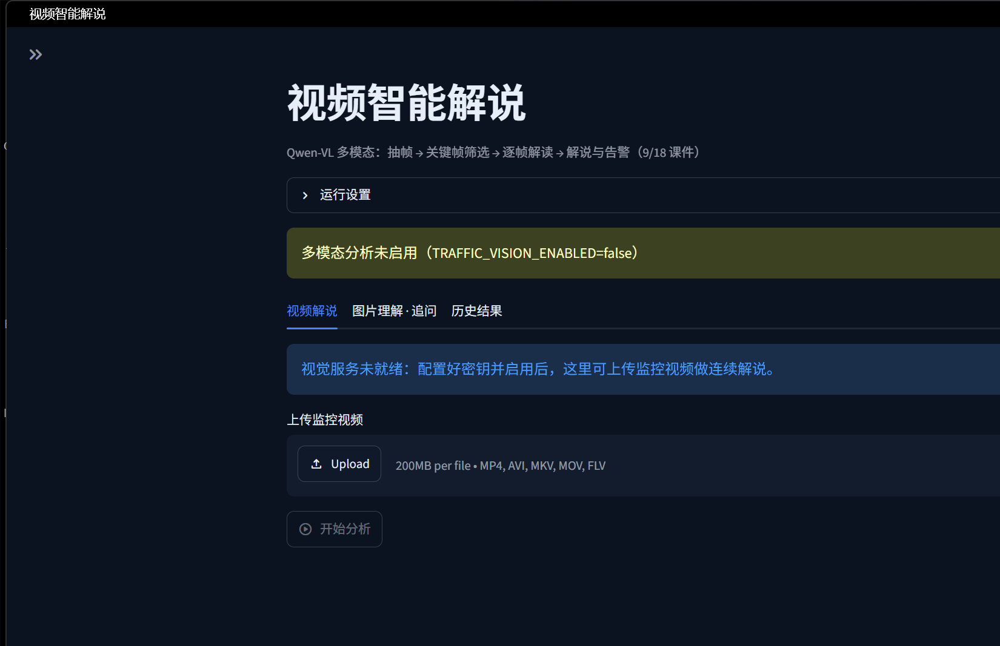 视频智能解说
视频智能解说
Qwen-VL 多模态：抽帧 → 关键帧筛选 → 逐帧解读 → 解说与告警（9/18 课件）
运行设置
多模态分析未启用（TRAFFIC_VISION_ENABLED=false）
视频解说 图片理解 · 追问 历史结果
视觉服务未就绪：配置好密钥并启用后，这里可上传监控视频做连续解说。
上传监控视频
Upload 200MB per file • MP4, AVI, MKV, MOV, FLV
开始分析